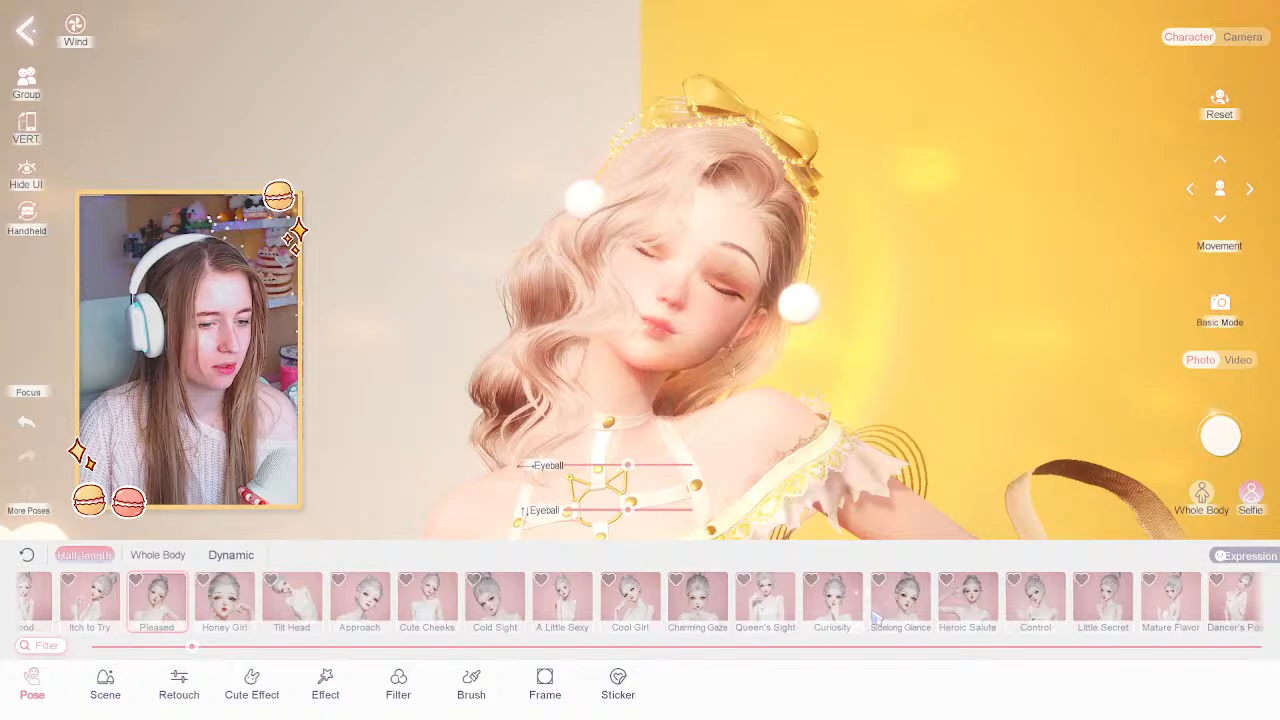 Wind
Character Camera
Group
VERT.
Hide UI
Handheld
Reset
Movement
Basic Mode
Photo Video
Focus
More Poses
←→Eyeball
↑↓Eyeball
Whole Body Selfie
Half-length Whole Body Dynamic
Expression
ood Itch to Try Pleased Honey Girl Tilt Head Approach Cute Cheeks Cold Sight A Little Sexy Cool Girl Charming Gaze Queen's Sight Curiosity Sidelong Glance Heroic Salute Control Little Secret Mature Flavor Dancer's Po
Filter
Pose Scene Retouch Cute Effect Effect Filter Brush Frame Sticker